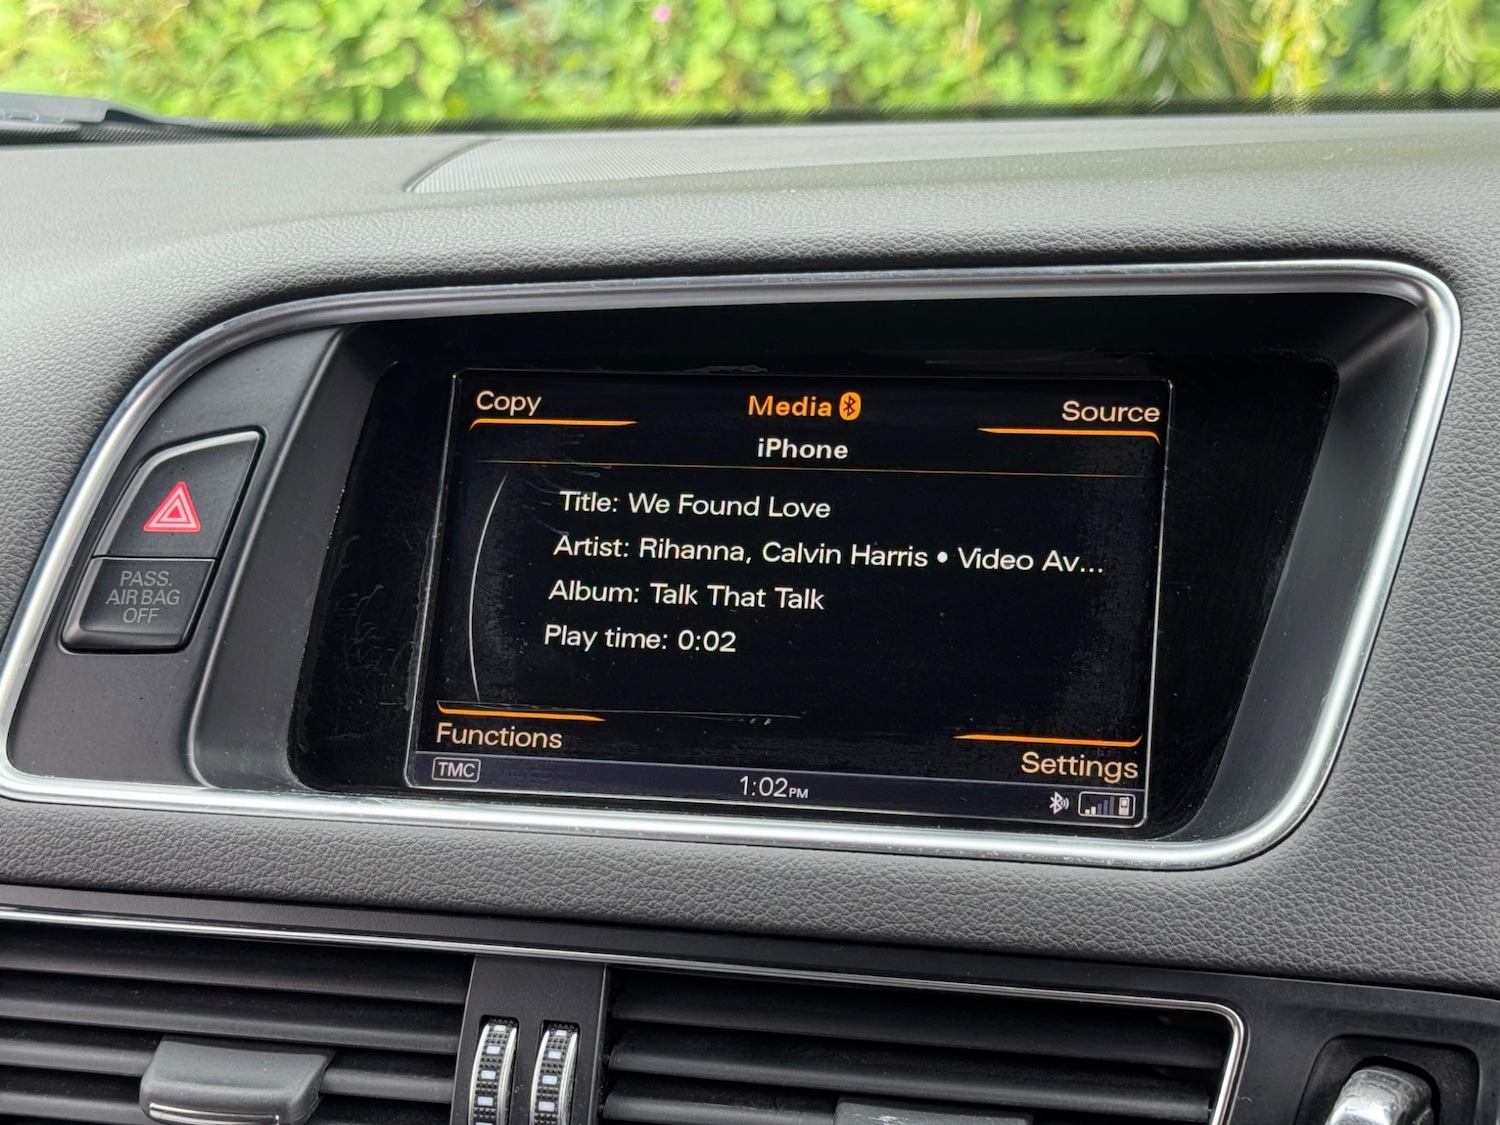 Copy
Media
Source
iPhone
Title: We Found Love
Artist: Rihanna, Calvin Harris • Video Av...
Album: Talk That Talk
Play time: 0:02
Functions
Settings
TMC
1:02PM
PASS.
AIR BAG
OFF